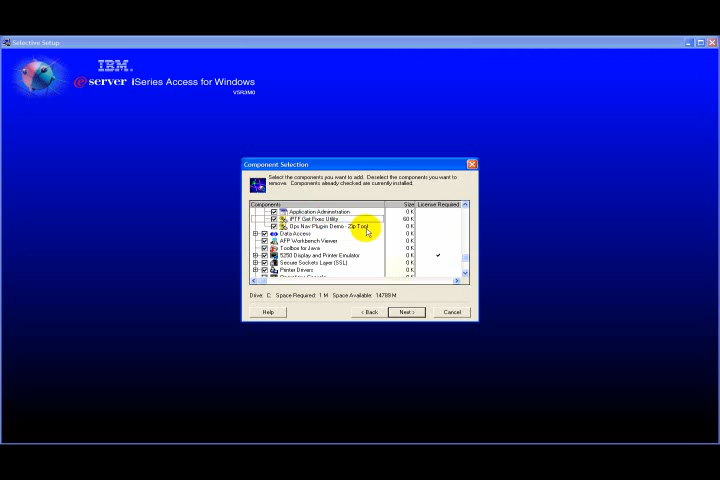 Selective Setup
IBM.
e server iSeries Access for Windows
V5R3M0
Component Selection
Select the components you want to add. Deselect the components you want to
remove. Components already checked are currently installed.
Components Size License Required
Application Administration 0 K
iPTF Get Fixes Utility 60 K
Ops Nav Plug-in Demo - Zip Tool 0 K
Data Access 0 K
AFP Workbench Viewer 0 K
Toolbox for Java 0 K
5250 Display and Printer Emulator 0 K
Secure Sockets Layer (SSL) 0 K
Printer Drivers 0 K
Drive: C Space Required: 1 M Space Available: 14789 M
Help < Back Next > Cancel